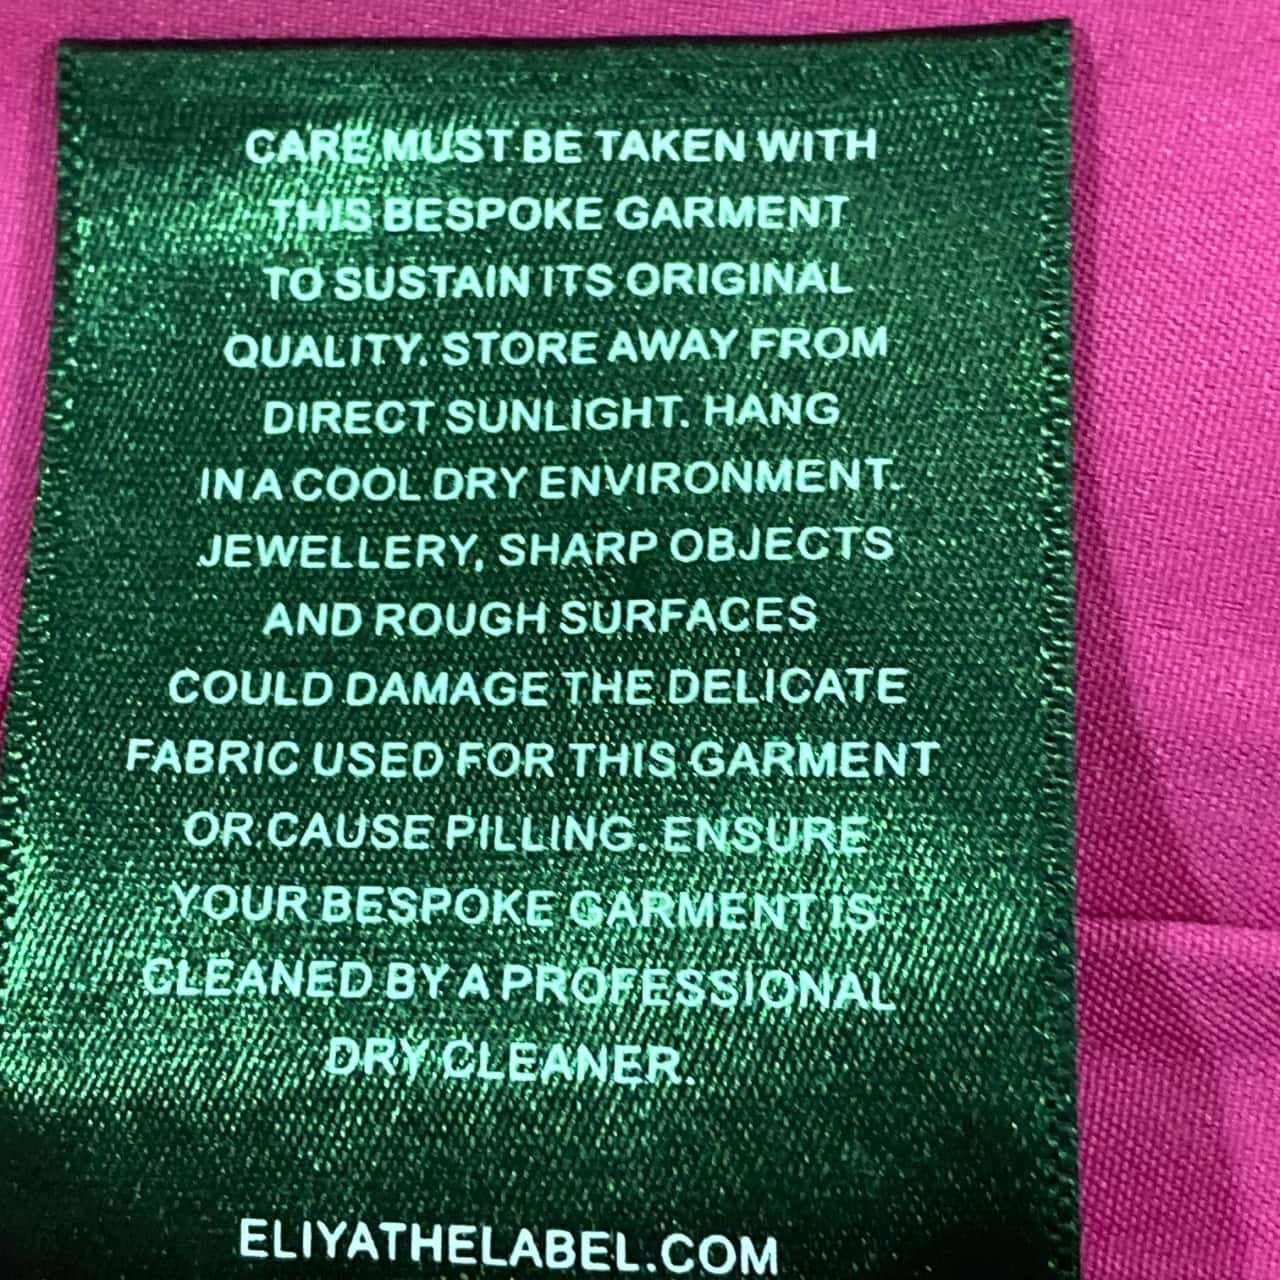 CARE MUST BE TAKEN WITH
THIS BESPOKE GARMENT
TO SUSTAIN ITS ORIGINAL
QUALITY. STORE AWAY FROM
DIRECT SUNLIGHT. HANG
IN A COOL DRY ENVIRONMENT.
JEWELLERY, SHARP OBJECTS
AND ROUGH SURFACES
COULD DAMAGE THE DELICATE
FABRIC USED FOR THIS GARMENT
OR CAUSE PILLING. ENSURE
YOUR BESPOKE GARMENT IS
CLEANED BY A PROFESSIONAL
DRY CLEANER.
ELIYATHELABEL.COM